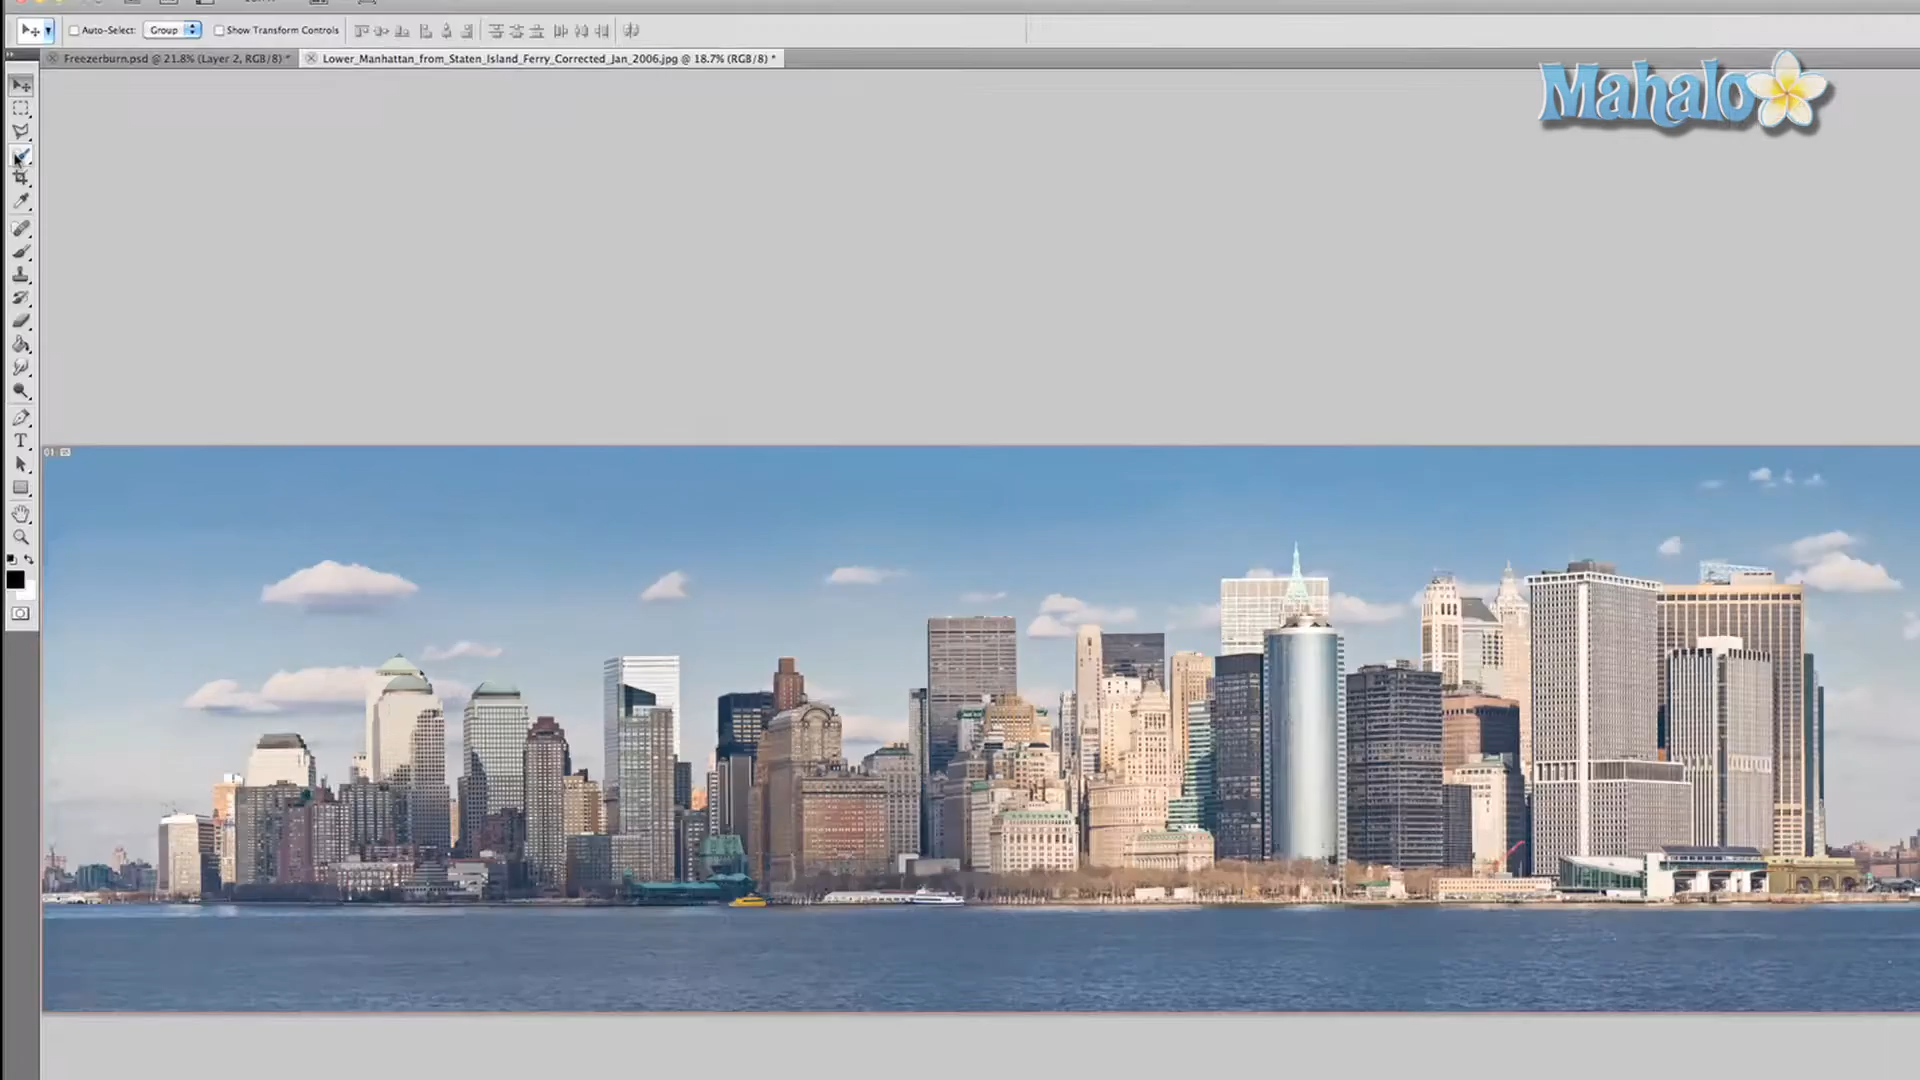 Auto-Select: Group Show Transform Controls
Freezerburn.psd @ 21.8% (Layer 2, RGB/8) * Lower_Manhattan_from_Staten_Island_Ferry_Corrected_Jan_2006.jpg @ 18.7% (RGB/8) *
Mahalo
T
01